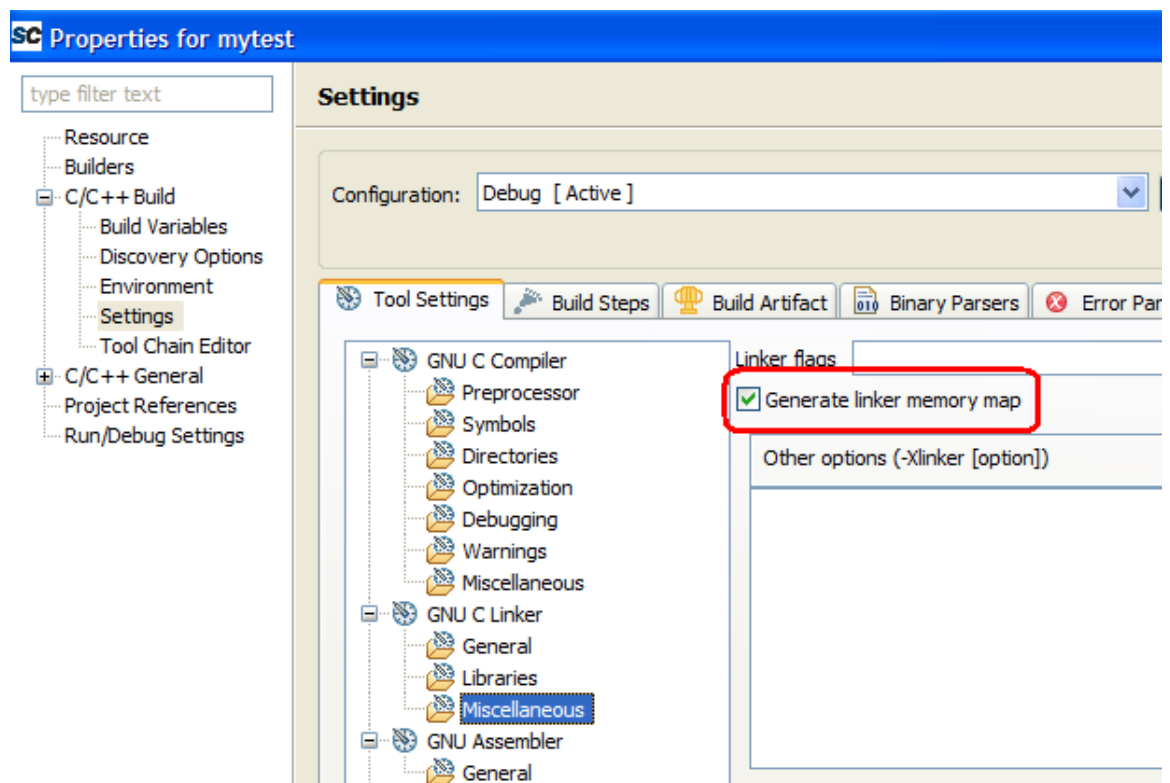 SC Properties for mytest
type filter text
Resource
Builders
C/C++ Build
Build Variables
Discovery Options
Environment
Settings
Tool Chain Editor
C/C++ General
Project References
Run/Debug Settings
Settings
Configuration: Debug [ Active ]
Tool Settings Build Steps Build Artifact 010 Binary Parsers Error Par
GNU C Compiler
Preprocessor
Symbols
Directories
Optimization
Debugging
Warnings
Miscellaneous
GNU C Linker
General
Libraries
Miscellaneous
GNU Assembler
General
Linker flags
Generate linker memory map
Other options (-Xlinker [option])